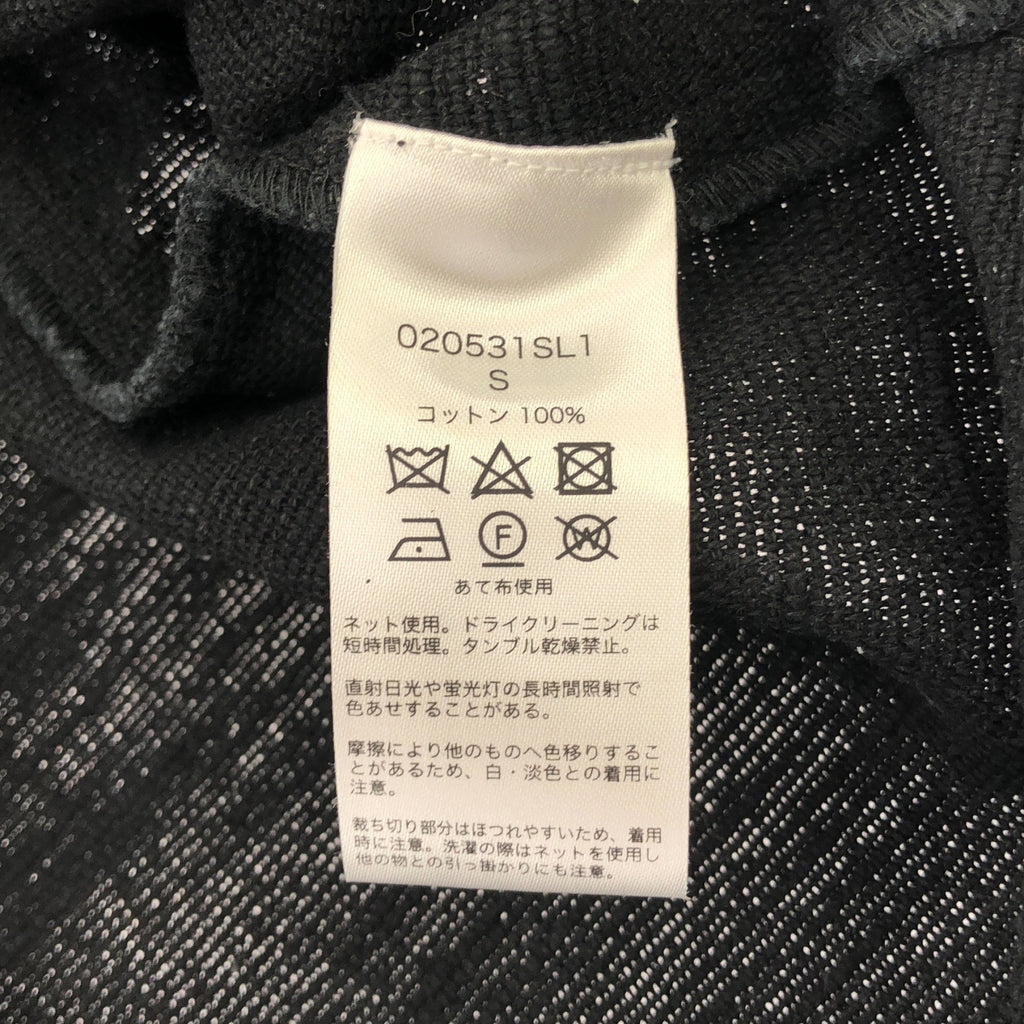 020531SL1
S
コットン 100%
F
W
あて布使用
ネット使用。ドライクリーニングは
短時間処理。タンブル乾燥禁止。
直射日光や蛍光灯の長時間照射で
色あせすることがある。
摩擦により他のものへ色移りするこ
とがあるため、白・淡色との着用に
注意。
裁ち切り部分はほつれやすいため、着用
時に注意。洗濯の際はネットを使用し
他の物との引っ掛かりにも注意。